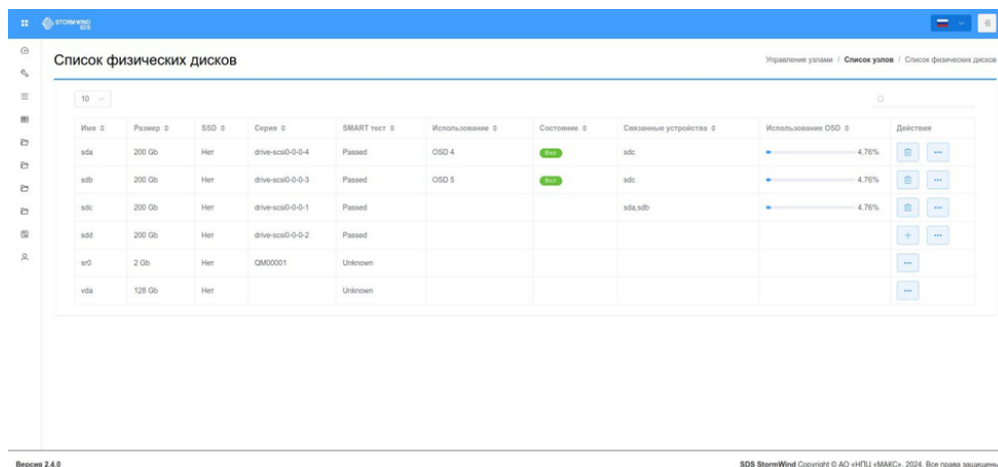 STORMWIND SDS
Список физических дисков
Управление узлами / Список узлов / Список физических дисков
10
Имя Размер SSD Серия SMART тест Использование Состояние Связанные устройства Использование OSD Действия
sda 200 Gb Нет drive-scsi0-0-0-4 Passed OSD 4 Вкл sdc 4.76%
sdb 200 Gb Нет drive-scsi0-0-0-3 Passed OSD 5 Вкл sdc 4.76%
sdc 200 Gb Нет drive-scsi0-0-0-1 Passed sda,sdb 4.76%
sdd 200 Gb Нет drive-scsi0-0-0-2 Passed
sr0 2 Gb Нет QM00001 Unknown
vda 128 Gb Нет Unknown
Версия 2.4.0
SDS StormWind Copyright © АО «НПЦ «МАКС», 2024. Все права защищены